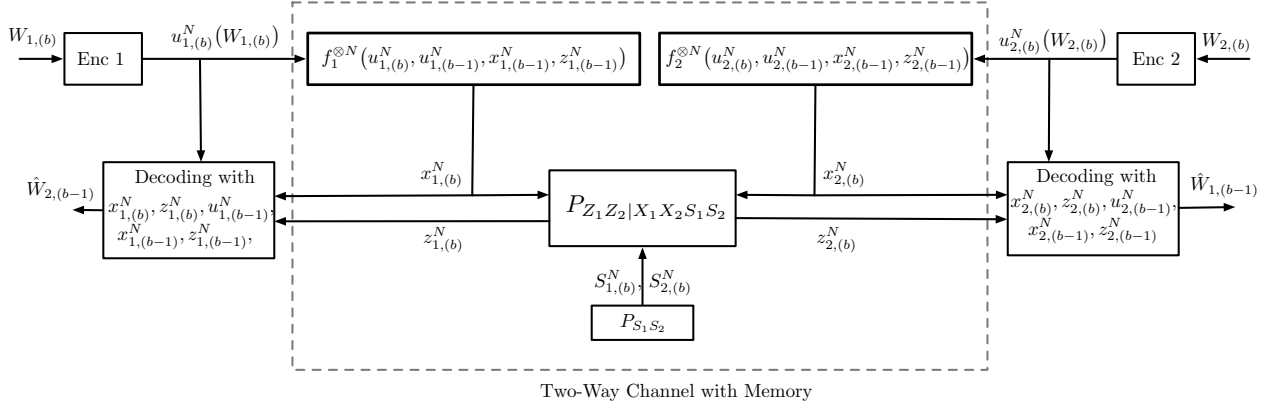 W_{1,(b)}
Enc 1
u^N_{1,(b)}(W_{1,(b)})
f_1^{⊗N}(u^N_{1,(b)}, u^N_{1,(b−1)}, x^N_{1,(b−1)}, z^N_{1,(b−1)})
f_2^{⊗N}(u^N_{2,(b)}, u^N_{2,(b−1)}, x^N_{2,(b−1)}, z^N_{2,(b−1)})
u^N_{2,(b)}(W_{2,(b)})
Enc 2
W_{2,(b)}
Ŵ_{2,(b−1)}
Decoding with
x^N_{1,(b)}, z^N_{1,(b)}, u^N_{1,(b−1)},
x^N_{1,(b−1)}, z^N_{1,(b−1)},
x^N_{1,(b)}
z^N_{1,(b)}
P_{Z_1Z_2|X_1X_2S_1S_2}
x^N_{2,(b)}
z^N_{2,(b)}
Decoding with
x^N_{2,(b)}, z^N_{2,(b)}, u^N_{2,(b−1)},
x^N_{2,(b−1)}, z^N_{2,(b−1)}
Ŵ_{1,(b−1)}
S^N_{1,(b)}, S^N_{2,(b)}
P_{S_1S_2}
Two-Way Channel with Memory